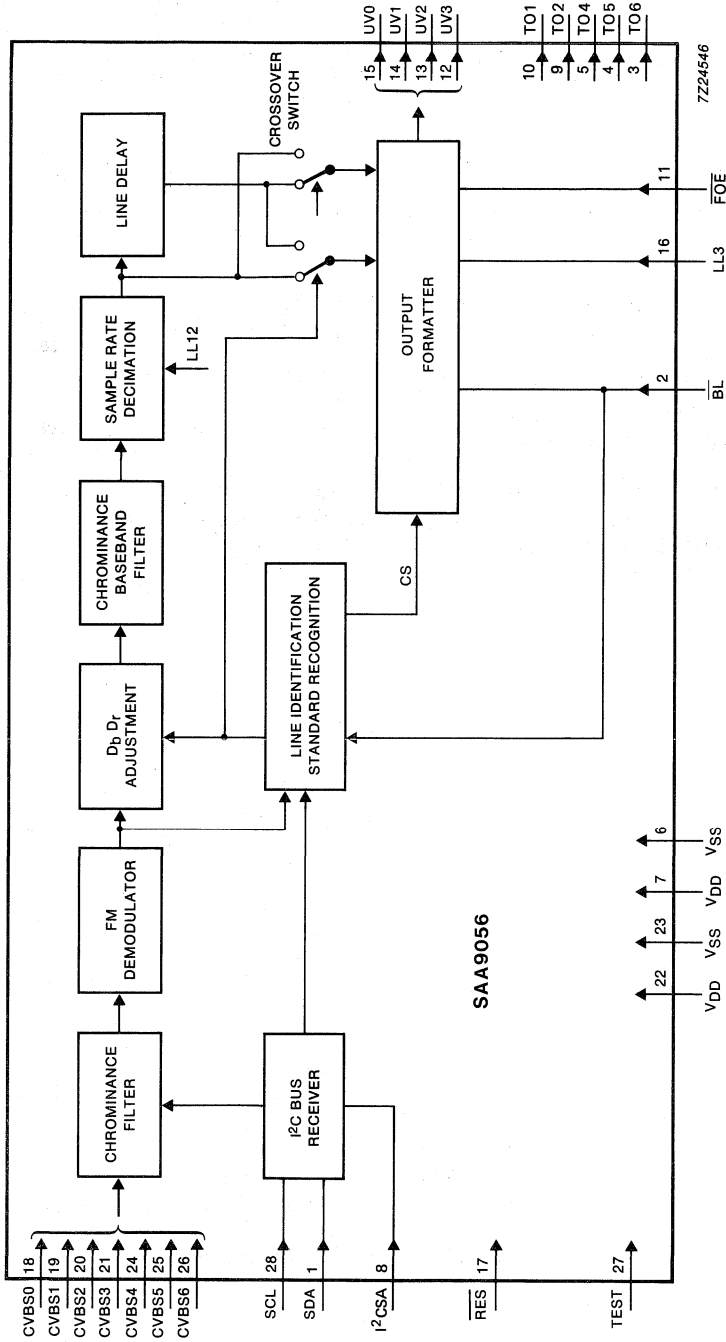 CVBS0 18
CVBS1 19
CVBS2 20
CVBS3 21
CVBS4 24
CVBS5 25
CVBS6 26
SCL 28
SDA 1
I²CSA 8
RES 17
TEST 27
CHROMINANCE
FILTER
FM
DEMODULATOR
Db Dr
ADJUSTMENT
CHROMINANCE
BASEBAND
FILTER
SAMPLE RATE
DECIMATION
LL12
LINE DELAY
CROSSOVER
SWITCH
I²C BUS
RECEIVER
LINE IDENTIFICATION
STANDARD RECOGNITION
CS
OUTPUT
FORMATTER
SAA9056
15 UV0
14 UV1
13 UV2
12 UV3
10 TO1
9 TO2
5 TO4
4 TO5
3 TO6
22 VDD
23 VSS
7 VDD
6 VSS
2 BL
16 LL3
11 FOE
7Z24546